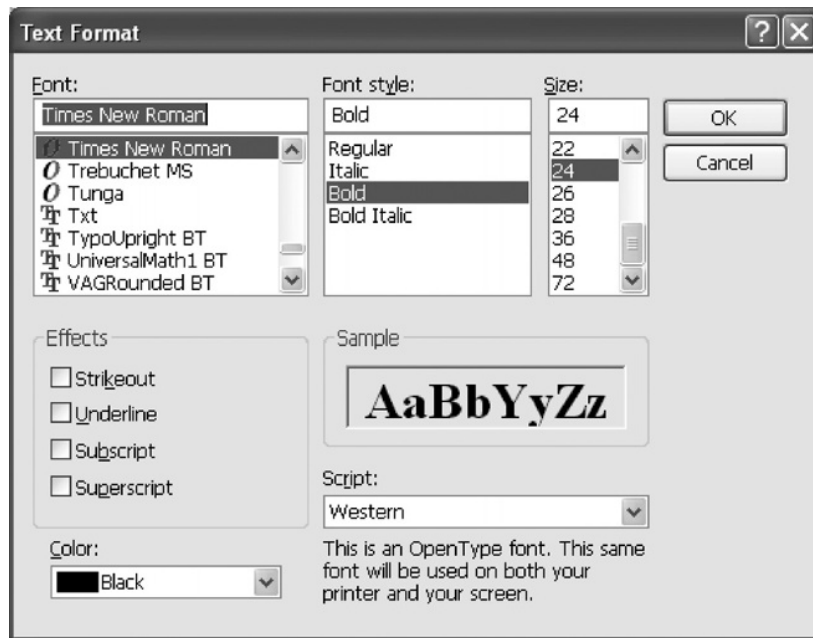 Text Format
Font:
Font style:
Size:
Times New Roman
Bold
24
OK
Cancel
Times New Roman
Trebuchet MS
Tunga
Txt
TypoUpright BT
UniversalMath1 BT
VAGRounded BT
Regular
Italic
Bold
Bold Italic
22
24
26
28
36
48
72
Effects
Strikeout
Underline
Subscript
Superscript
Sample
AaBbYyZz
Script:
Western
Color:
Black
This is an OpenType font. This same
font will be used on both your
printer and your screen.